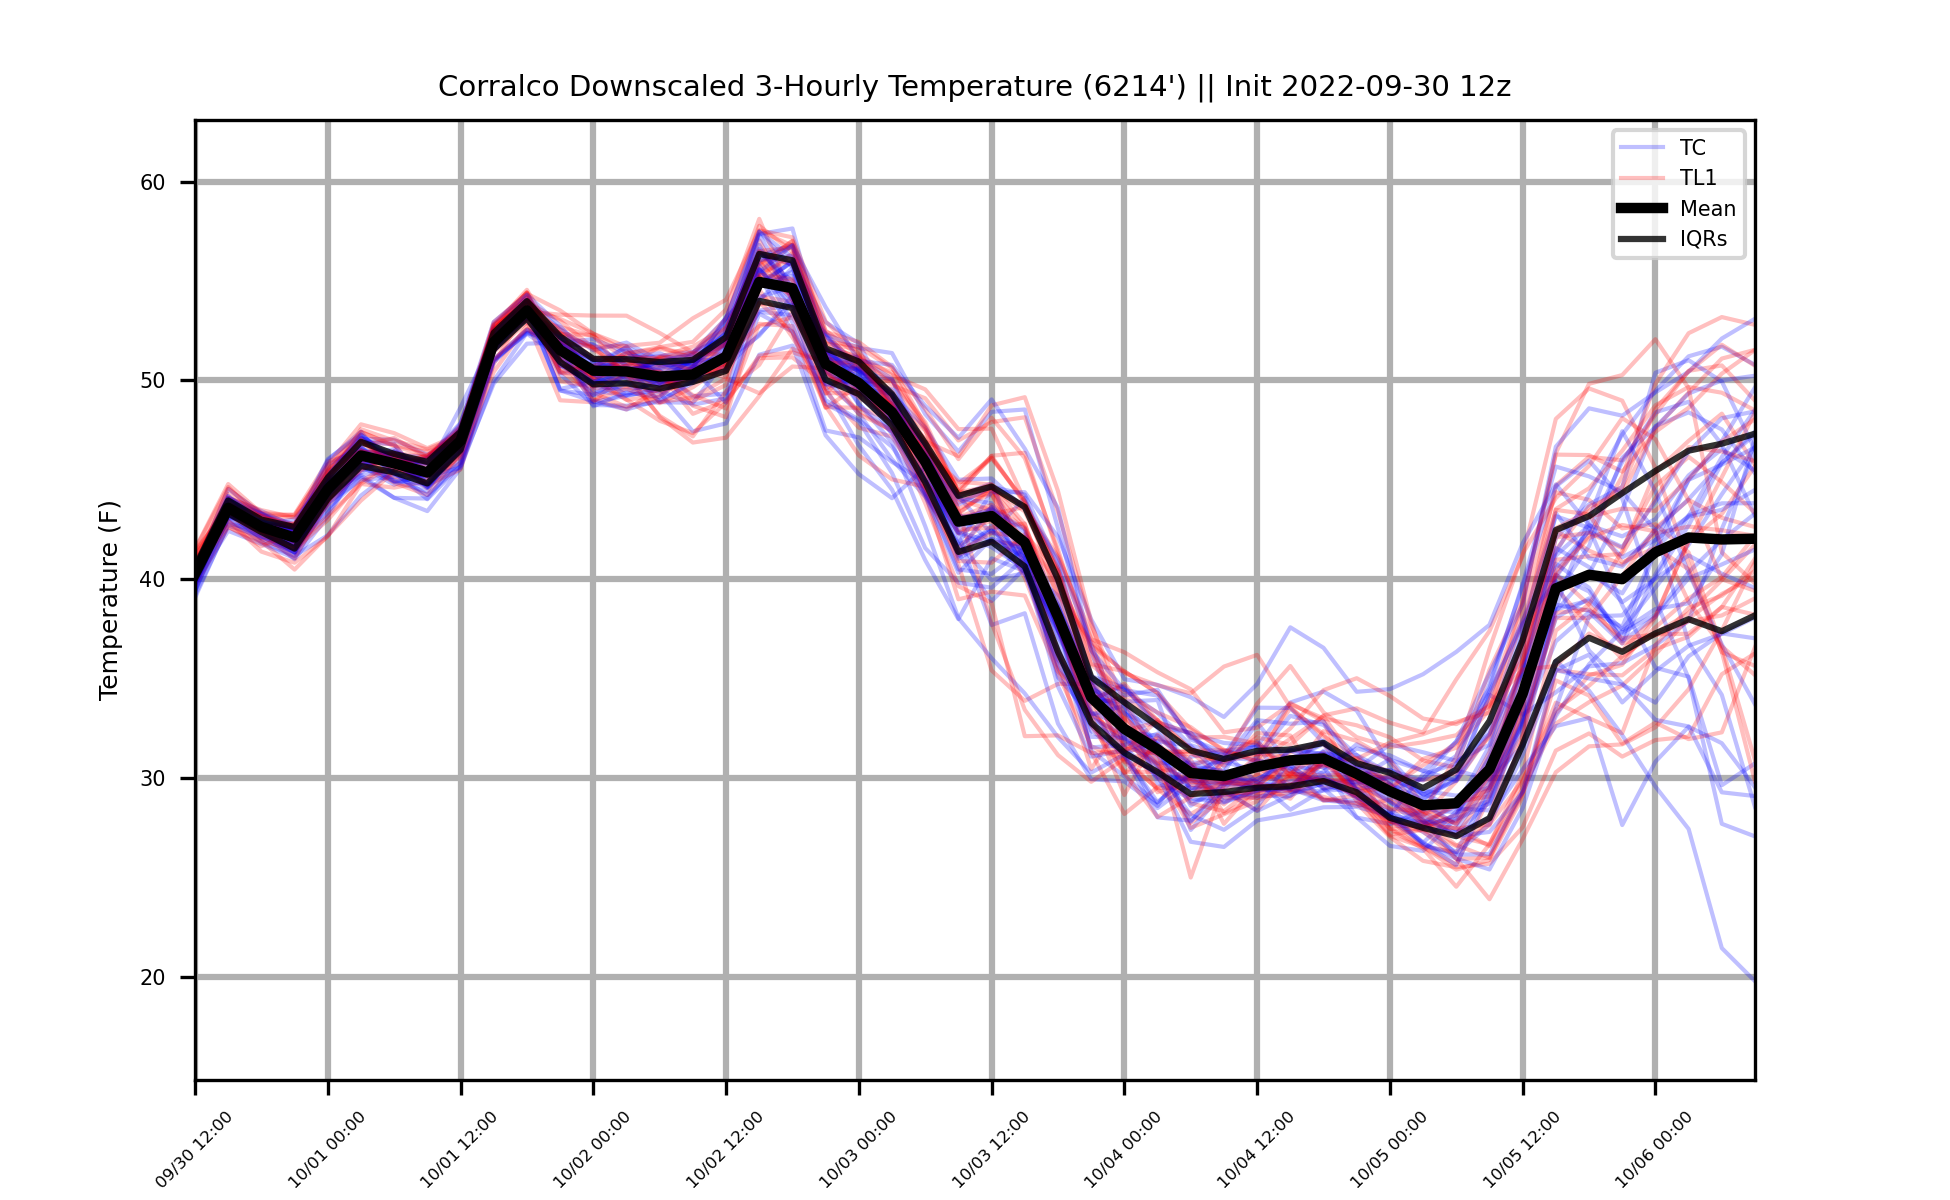 Corralco Downscaled 3-Hourly Temperature (6214') || Init 2022-09-30 12z
TC
TL1
Mean
IQRs
Temperature (F)
60
50
40
30
20
09/30 12:00
10/01 00:00
10/01 12:00
10/02 00:00
10/02 12:00
10/03 00:00
10/03 12:00
10/04 00:00
10/04 12:00
10/05 00:00
10/05 12:00
10/06 00:00